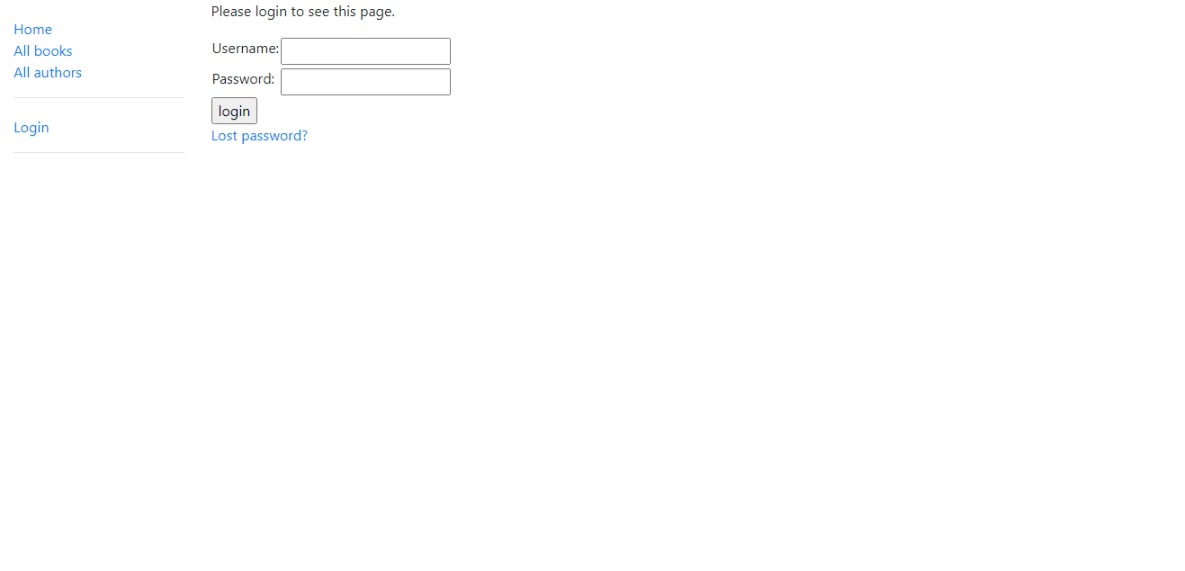 Home
All books
All authors
Login
Please login to see this page.
Username:
Password:
login
Lost password?